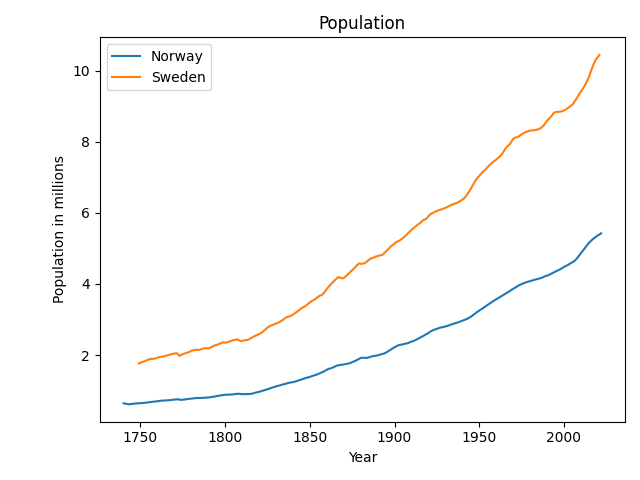 Population
Norway
Sweden
Population in millions
10
8
6
4
2
1750 1800 1850 1900 1950 2000
Year